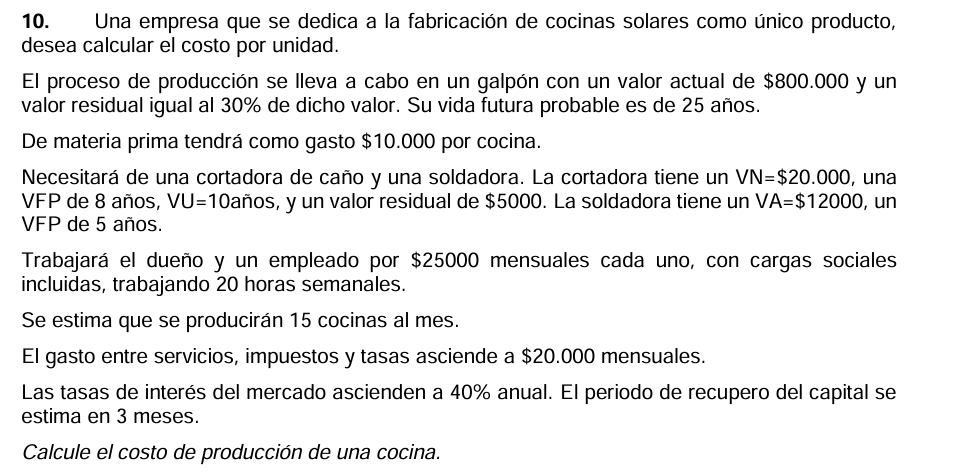 10. Una empresa que se dedica a la fabricación de cocinas solares como único producto,
desea calcular el costo por unidad.
El proceso de producción se lleva a cabo en un galpón con un valor actual de $800.000 y un
valor residual igual al 30% de dicho valor. Su vida futura probable es de 25 años.
De materia prima tendrá como gasto $10.000 por cocina.
Necesitará de una cortadora de caño y una soldadora. La cortadora tiene un VN=$20.000, una
VFP de 8 años, VU=10años, y un valor residual de $5000. La soldadora tiene un VA=$12000, un
VFP de 5 años.
Trabajará el dueño y un empleado por $25000 mensuales cada uno, con cargas sociales
incluidas, trabajando 20 horas semanales.
Se estima que se producirán 15 cocinas al mes.
El gasto entre servicios, impuestos y tasas asciende a $20.000 mensuales.
Las tasas de interés del mercado ascienden a 40% anual. El periodo de recupero del capital se
estima en 3 meses.
Calcule el costo de producción de una cocina.